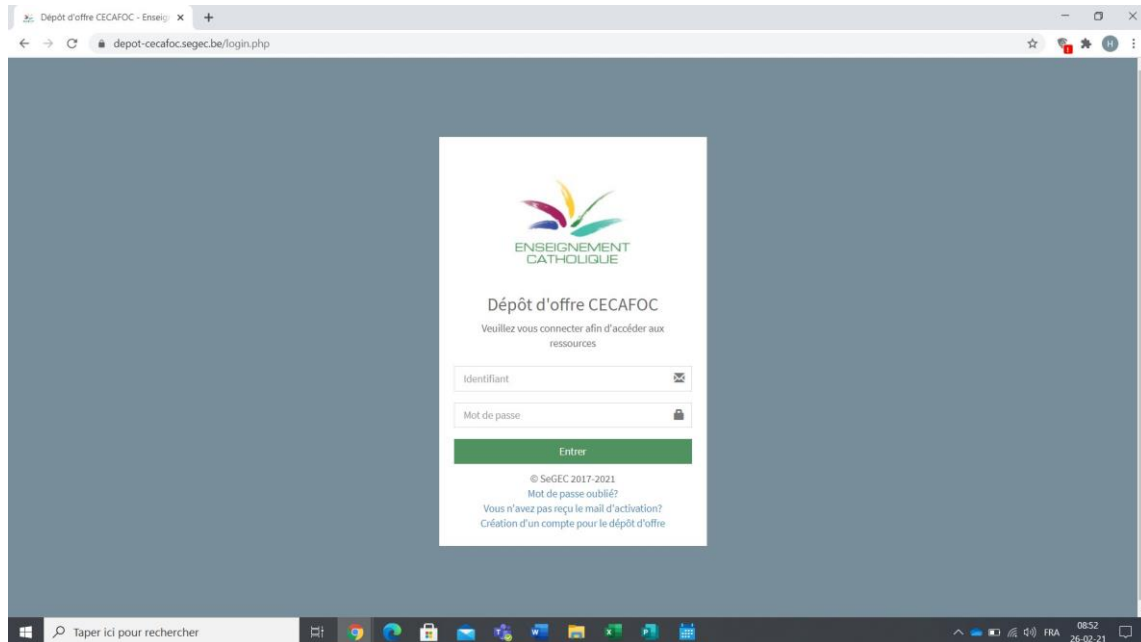 Dépôt d'offre CECAFOC - Enseig
depot-cecafoc.segec.be/login.php
H
ENSEIGNEMENT
CATHOLIQUE
Dépôt d'offre CECAFOC
Veuillez vous connecter afin d'accéder aux
ressources
Identifiant
Mot de passe
Entrer
© SeGEC 2017-2021
Mot de passe oublié?
Vous n'avez pas reçu le mail d'activation?
Création d'un compte pour le dépôt d'offre
Taper ici pour rechercher
FRA
08:52
26-02-21